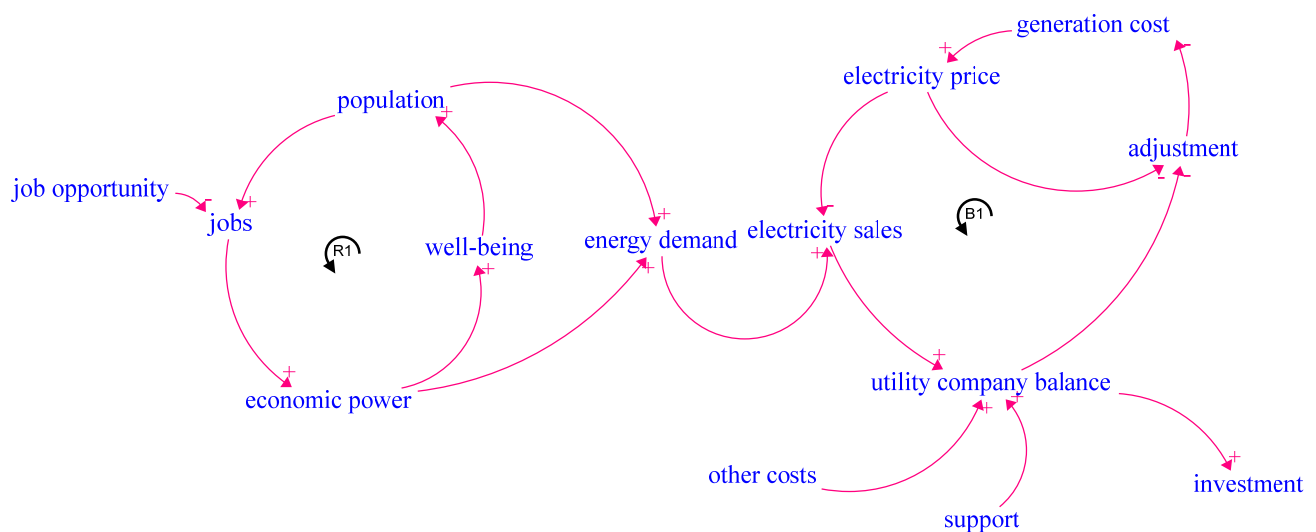 generation cost
electricity price
population
adjustment
job opportunity
jobs
R1
well-being
energy demand
electricity sales
B1
economic power
utility company balance
other costs
investment
support
+
+
+
+
+
+
+
+
+
+
+
+
+
-
-
-
-
-